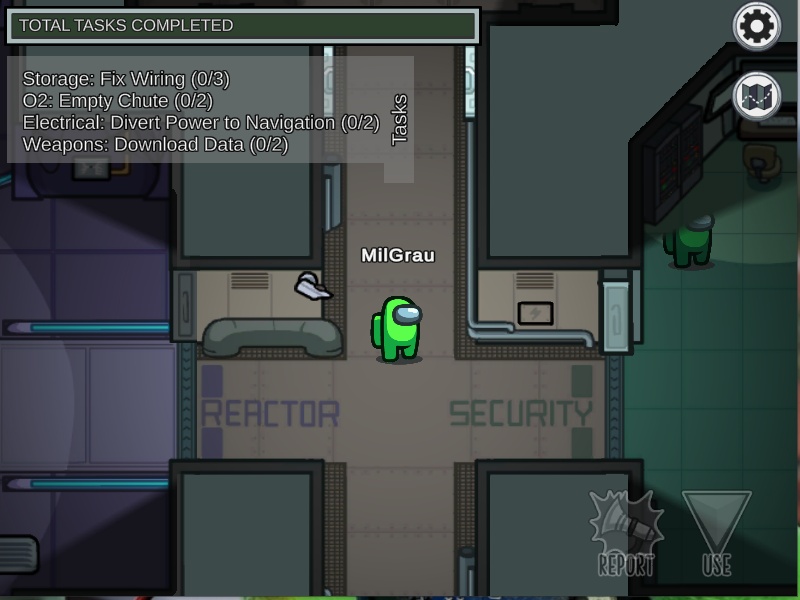 TOTAL TASKS COMPLETED
Storage: Fix Wiring (0/3)
O2: Empty Chute (0/2)
Electrical: Divert Power to Navigation (0/2)
Weapons: Download Data (0/2)
Tasks
MilGrau
REACTOR
SECURITY
REPORT
USE